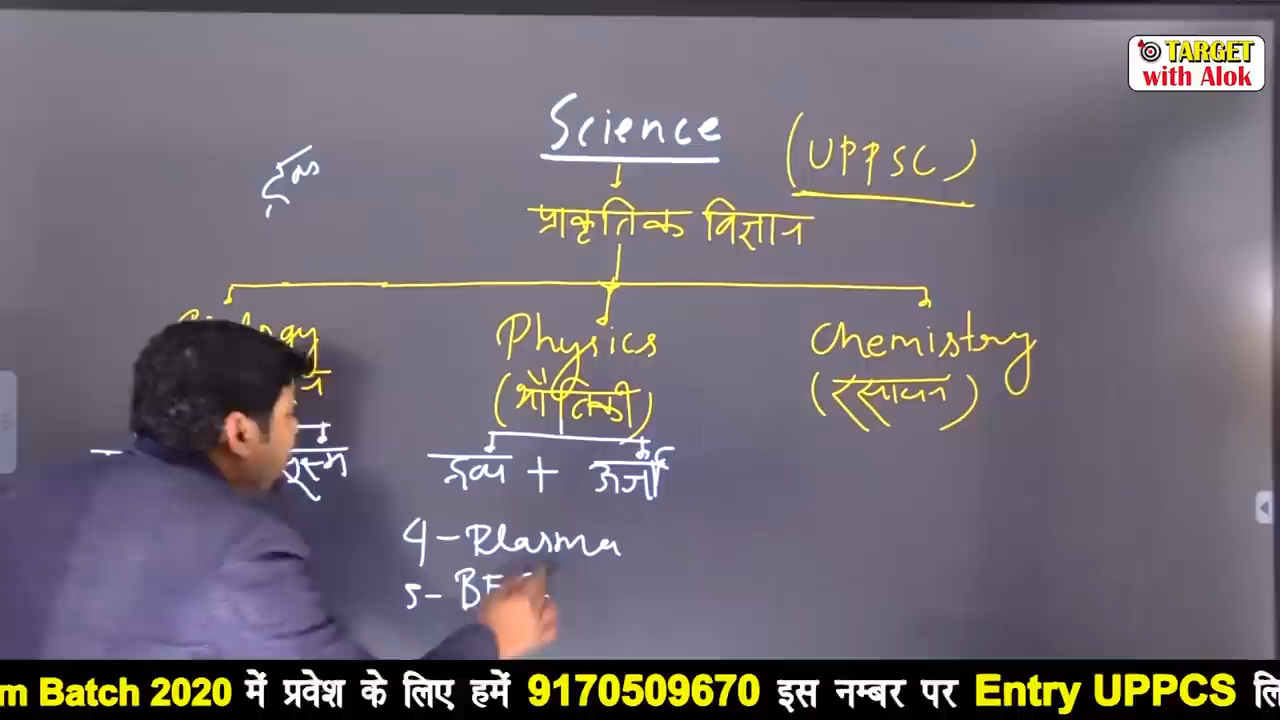 TARGET
with Alok
Science
(UPPSC)
प्राकृतिक विज्ञान
Physics
Chemistry
(भौतिकी)
(रसायन)
द्रव्य + ऊर्जा
4- Plasma
5-
m Batch 2020 में प्रवेश के लिए हमें 9170509670 इस नम्बर पर Entry UPPCS लि